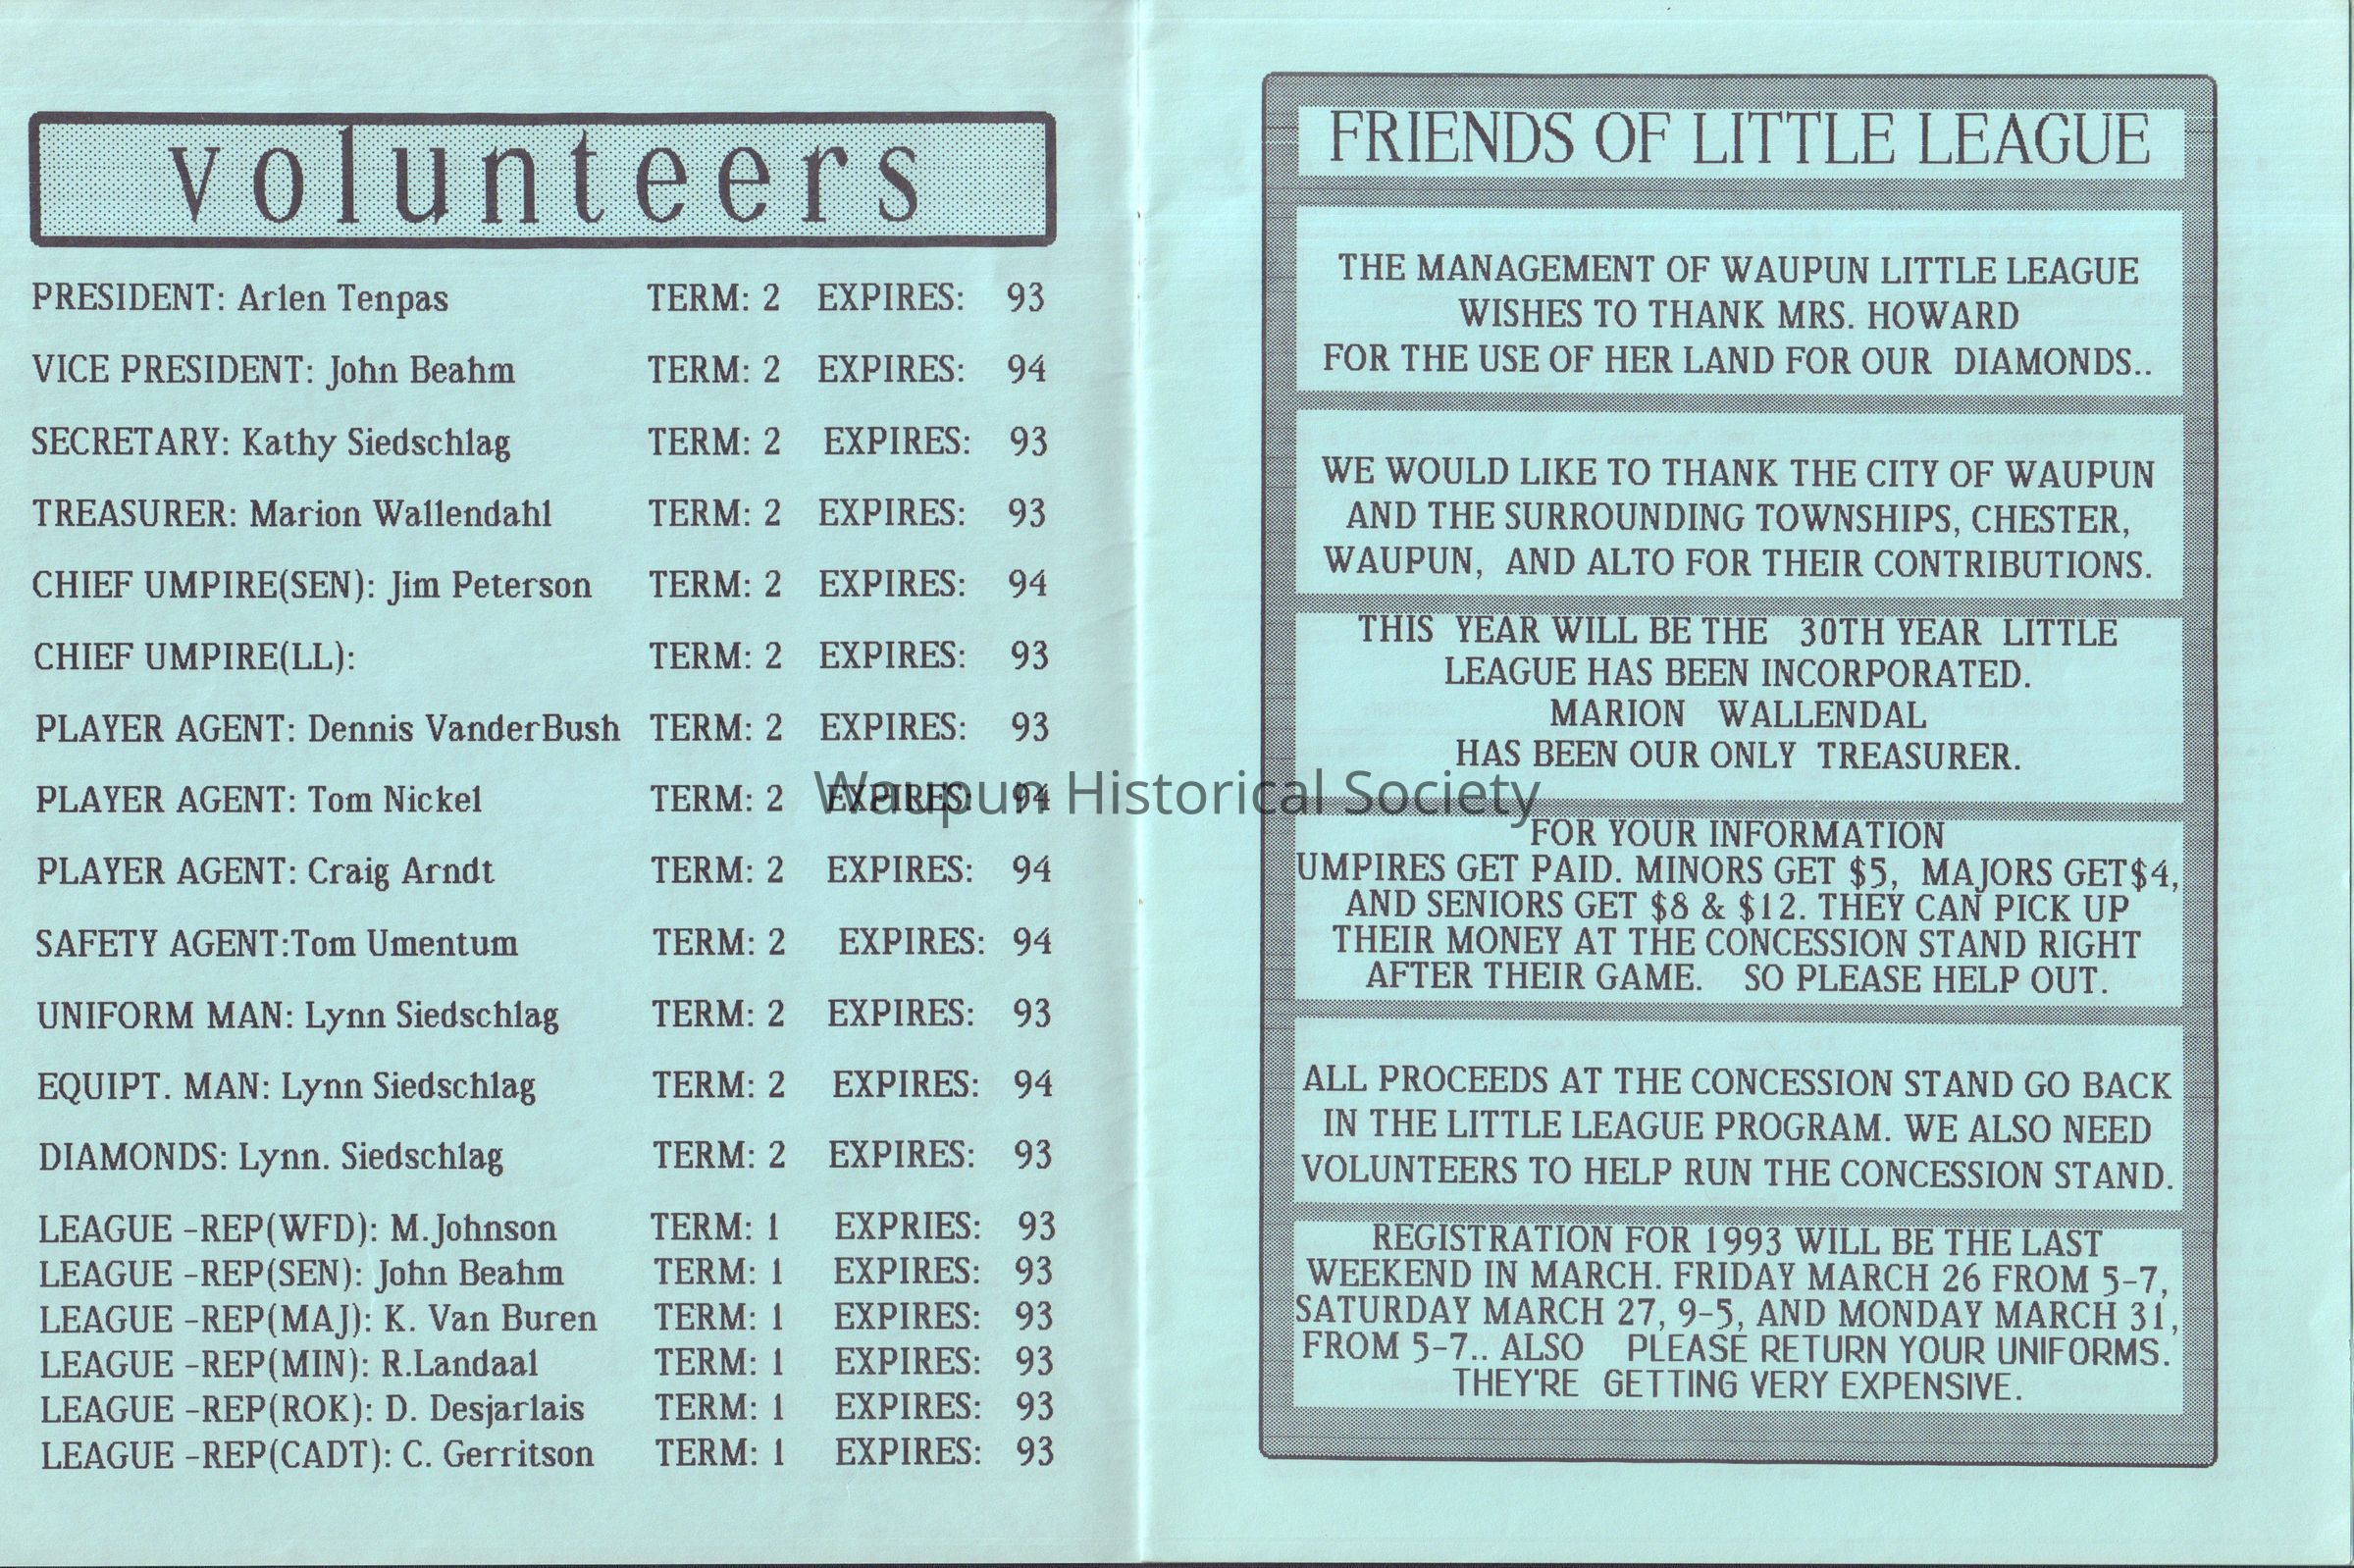 volunteers
PRESIDENT: Arlen Tenpas TERM: 2 EXPIRES: 93
VICE PRESIDENT: John Beahm TERM: 2 EXPIRES: 94
SECRETARY: Kathy Siedschlag TERM: 2 EXPIRES: 93
TREASURER: Marion Wallendahl TERM: 2 EXPIRES: 93
CHIEF UMPIRE(SEN): Jim Peterson TERM: 2 EXPIRES: 94
CHIEF UMPIRE(LL): TERM: 2 EXPIRES: 93
PLAYER AGENT: Dennis VanderBush TERM: 2 EXPIRES: 93
PLAYER AGENT: Tom Nickel TERM: 2 EXPIRES: 94
PLAYER AGENT: Craig Arndt TERM: 2 EXPIRES: 94
SAFETY AGENT:Tom Umentum TERM: 2 EXPIRES: 94
UNIFORM MAN: Lynn Siedschlag TERM: 2 EXPIRES: 93
EQUIPT. MAN: Lynn Siedschlag TERM: 2 EXPIRES: 94
DIAMONDS: Lynn. Siedschlag TERM: 2 EXPIRES: 93
LEAGUE -REP(WFD): M.Johnson TERM: 1 EXPRIES: 93
LEAGUE -REP(SEN): John Beahm TERM: 1 EXPIRES: 93
LEAGUE -REP(MAJ): K. Van Buren TERM: 1 EXPIRES: 93
LEAGUE -REP(MIN): R.Landaal TERM: 1 EXPIRES: 93
LEAGUE -REP(ROK): D. Desjarlais TERM: 1 EXPIRES: 93
LEAGUE -REP(CADT): C. Gerritson TERM: 1 EXPIRES: 93
Waupun Historical Society
FRIENDS OF LITTLE LEAGUE
THE MANAGEMENT OF WAUPUN LITTLE LEAGUE
WISHES TO THANK MRS. HOWARD
FOR THE USE OF HER LAND FOR OUR DIAMONDS..
WE WOULD LIKE TO THANK THE CITY OF WAUPUN
AND THE SURROUNDING TOWNSHIPS, CHESTER,
WAUPUN, AND ALTO FOR THEIR CONTRIBUTIONS.
THIS YEAR WILL BE THE 30TH YEAR LITTLE
LEAGUE HAS BEEN INCORPORATED.
MARION WALLENDAL
HAS BEEN OUR ONLY TREASURER.
FOR YOUR INFORMATION
UMPIRES GET PAID. MINORS GET $5, MAJORS GET$4,
AND SENIORS GET $8 & $12. THEY CAN PICK UP
THEIR MONEY AT THE CONCESSION STAND RIGHT
AFTER THEIR GAME. SO PLEASE HELP OUT.
ALL PROCEEDS AT THE CONCESSION STAND GO BACK
IN THE LITTLE LEAGUE PROGRAM. WE ALSO NEED
VOLUNTEERS TO HELP RUN THE CONCESSION STAND.
REGISTRATION FOR 1993 WILL BE THE LAST
WEEKEND IN MARCH. FRIDAY MARCH 26 FROM 5-7,
SATURDAY MARCH 27, 9-5, AND MONDAY MARCH 31,
FROM 5-7.. ALSO PLEASE RETURN YOUR UNIFORMS.
THEY'RE GETTING VERY EXPENSIVE.